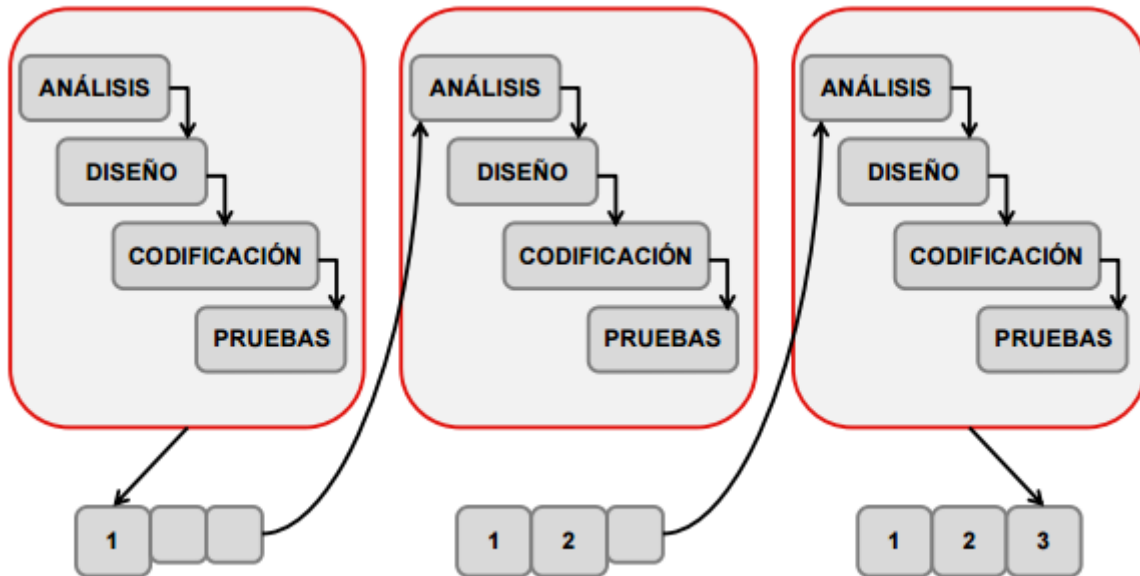 ANÁLISIS
DISEÑO
CODIFICACIÓN
PRUEBAS
ANÁLISIS
DISEÑO
CODIFICACIÓN
PRUEBAS
ANÁLISIS
DISEÑO
CODIFICACIÓN
PRUEBAS
1
1 2
1 2 3